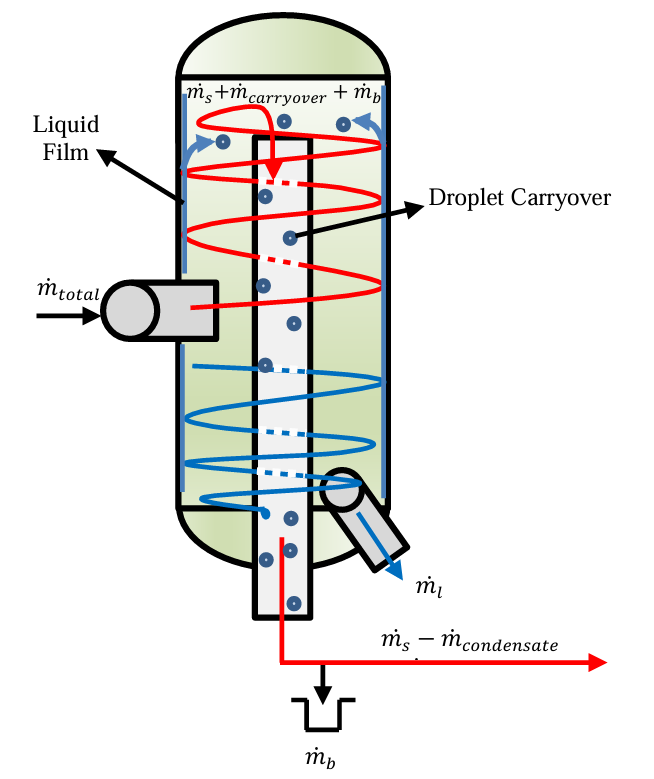 ṁ_s+ṁ_carryover + ṁ_b
Liquid
Film
Droplet Carryover
ṁ_total
ṁ_l
ṁ_s − ṁ_condensate
ṁ_b